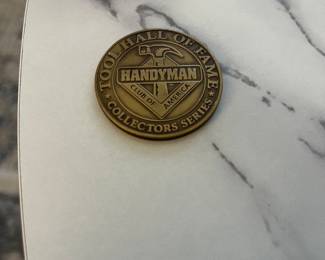 TOOL HALL OF FAME
HANDYMAN
CLUB OF AMERICA
★ COLLECTORS SERIES ★